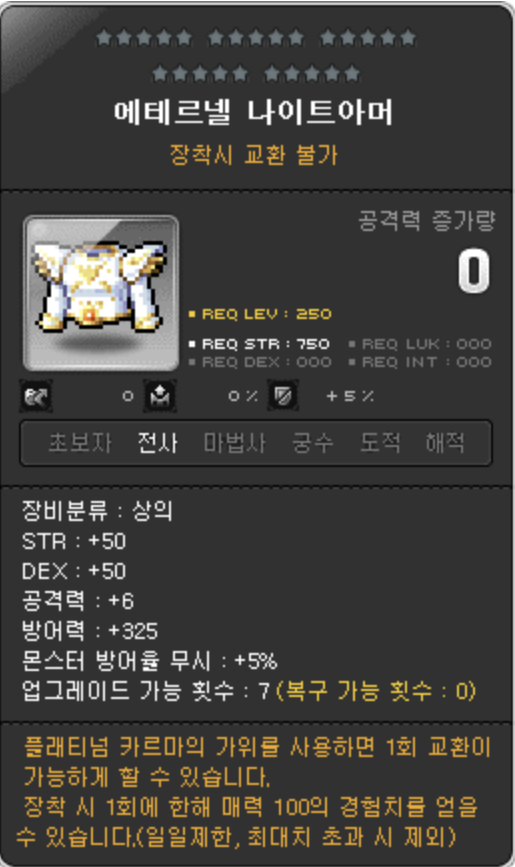 에테르넬 나이트아머
장착시 교환 불가
공격력 증가량
0
REQ LEV : 250
REQ STR : 750 REQ LUK : 000
REQ DEX : 000 REQ INT : 000
0 0 % + 5 %
초보자 전사 마법사 궁수 도적 해적
장비분류 : 상의
STR : +50
DEX : +50
공격력 : +6
방어력 : +325
몬스터 방어율 무시 : +5%
업그레이드 가능 횟수 : 7 (복구 가능 횟수 : 0)
플래티넘 카르마의 가위를 사용하면 1회 교환이
가능하게 할 수 있습니다.
장착 시 1회에 한해 매력 100의 경험치를 얻을
수 있습니다.(일일제한, 최대치 초과 시 제외)